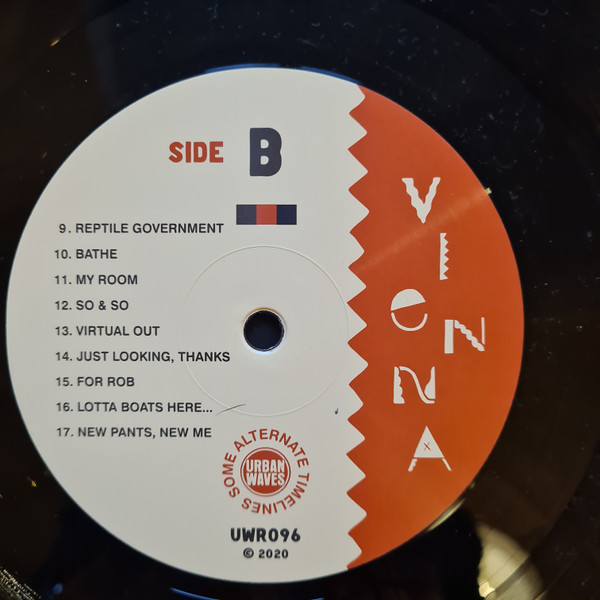 SIDE B
9. REPTILE GOVERNMENT
10. BATHE
11. MY ROOM
12. SO & SO
13. VIRTUAL OUT
14. JUST LOOKING, THANKS
15. FOR ROB
16. LOTTA BOATS HERE...
17. NEW PANTS, NEW ME
SOME ALTERNATE TIMELINES
URBAN
WAVES
UWR096
© 2020
VIENNA